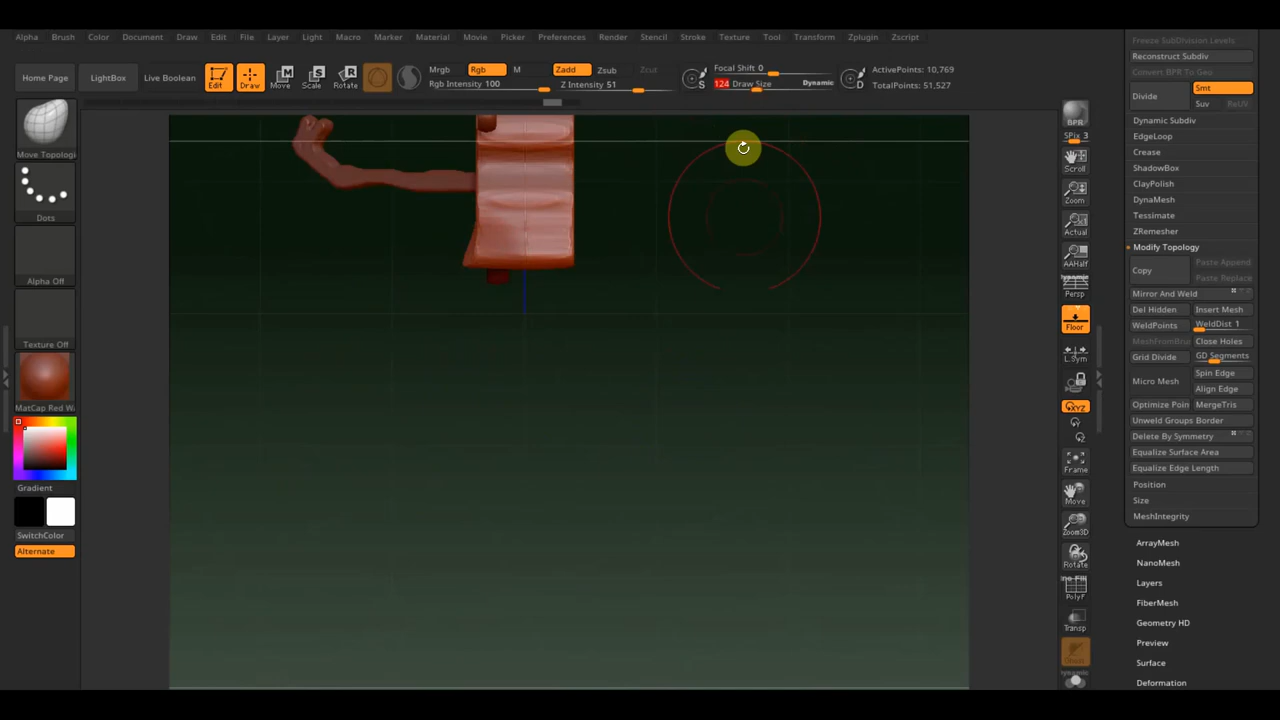 Alpha Brush Color Document Draw Edit File Layer Light Macro Marker Material Movie Picker Preferences Render Stencil Stroke Texture Tool Transform Zplugin Zscript
Home Page LightBox Live Boolean Edit Draw Move Scale Rotate
Mrgb Rgb M Zadd Zsub Zcut
Rgb Intensity 100 Z Intensity 51
Focal Shift 0
124 Draw Size Dynamic
ActivePoints: 10,769
TotalPoints: 51,527
Move Topologi
Dots
Alpha Off
Texture Off
MatCap Red Wa
Gradient
SwitchColor
Alternate
BPR
SPix 3
Scroll
Zoom
Actual
AAHalf
Dynamic
Persp
Floor
L.Sym
XYZ
Frame
Move
Zoom3D
Rotate
PolyF
Transp
Dynamic
Freeze SubDivision Levels
Reconstruct Subdiv
Convert BPR To Geo
Divide Smt
Suv ReUV
Dynamic Subdiv
EdgeLoop
Crease
ShadowBox
ClayPolish
DynaMesh
Tessimate
ZRemesher
Modify Topology
Copy Paste Append
Paste Replace
Mirror And Weld
Del Hidden Insert Mesh
WeldPoints WeldDist 1
MeshFromBrus Close Holes
Grid Divide GD Segments
Micro Mesh Spin Edge
Align Edge
Optimize Poin MergeTris
Unweld Groups Border
Delete By Symmetry
Equalize Surface Area
Equalize Edge Length
Position
Size
MeshIntegrity
ArrayMesh
NanoMesh
Layers
FiberMesh
Geometry HD
Preview
Surface
Deformation